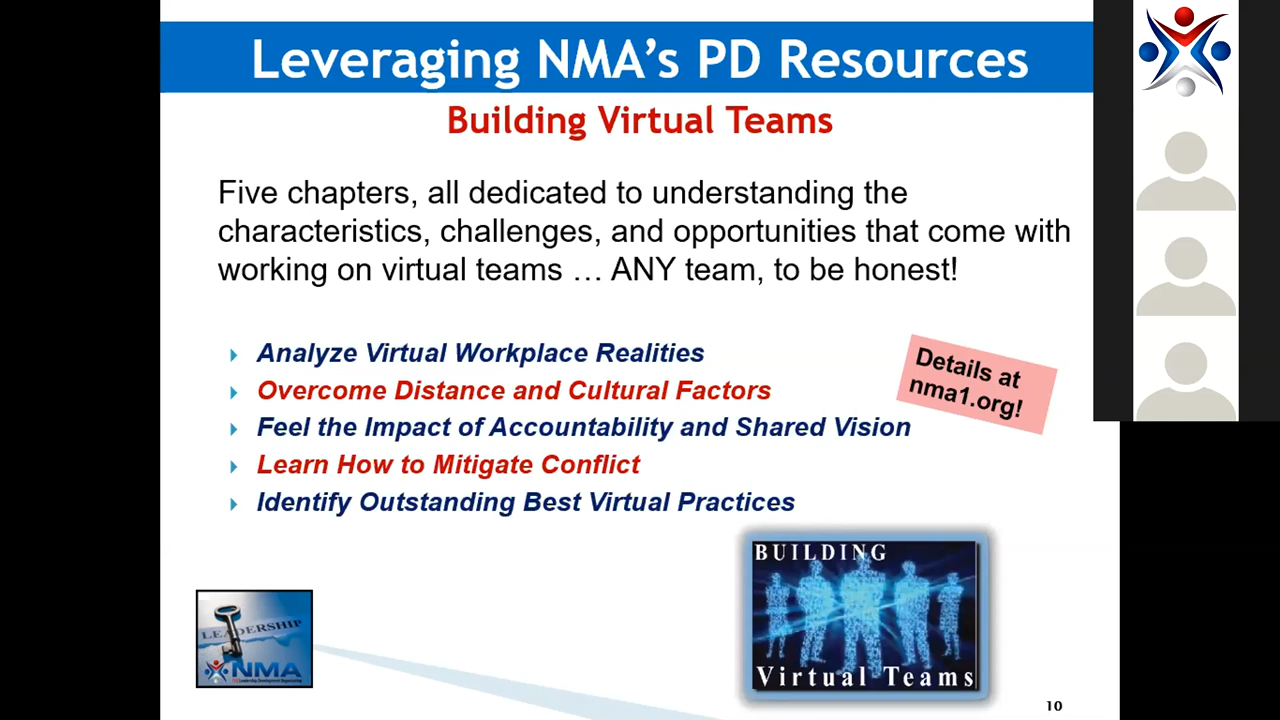 Leveraging NMA's PD Resources
Building Virtual Teams
Five chapters, all dedicated to understanding the
characteristics, challenges, and opportunities that come with
working on virtual teams … ANY team, to be honest!
Analyze Virtual Workplace Realities
Overcome Distance and Cultural Factors
Feel the Impact of Accountability and Shared Vision
Learn How to Mitigate Conflict
Identify Outstanding Best Virtual Practices
Details at
nma1.org!
LEADERSHIP
NMA
BUILDING
Virtual Teams
10